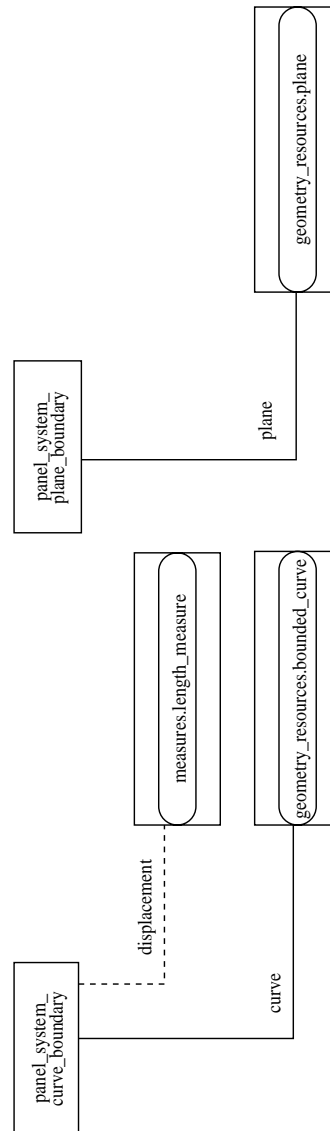 panel_system_
curve_boundary
displacement
measures.length_measure
curve
geometry_resources.bounded_curve
panel_system_
plane_boundary
plane
geometry_resources.plane